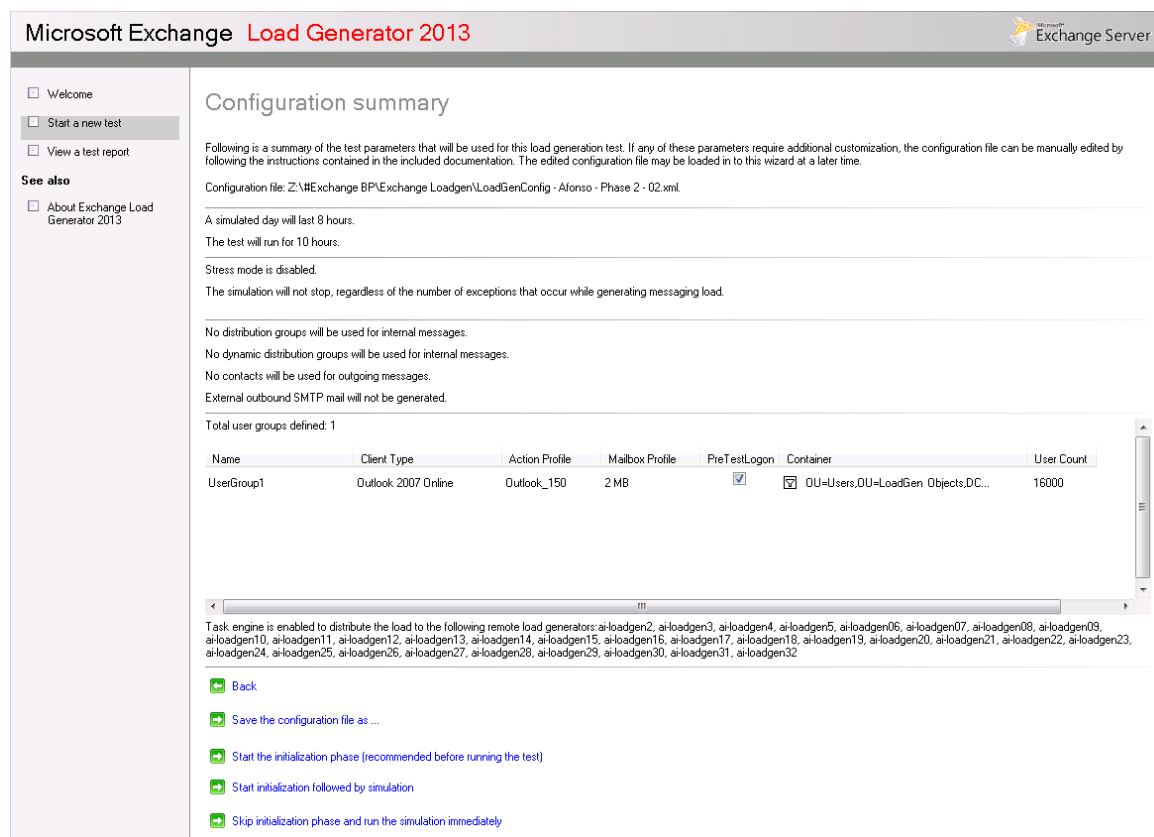 Microsoft Exchange Load Generator 2013
Microsoft
Exchange Server
Welcome
Start a new test
View a test report
See also
About Exchange Load
Generator 2013
Configuration summary
Following is a summary of the test parameters that will be used for this load generation test. If any of these parameters require additional customization, the configuration file can be manually edited by
following the instructions contained in the included documentation. The edited configuration file may be loaded in to this wizard at a later time.
Configuration file: Z:\#Exchange BP\Exchange Loadgen\LoadGenConfig - Afonso - Phase 2 - 02.xml.
A simulated day will last 8 hours.
The test will run for 10 hours.
Stress mode is disabled.
The simulation will not stop, regardless of the number of exceptions that occur while generating messaging load.
No distribution groups will be used for internal messages.
No dynamic distribution groups will be used for internal messages.
No contacts will be used for outgoing messages.
External outbound SMTP mail will not be generated.
Total user groups defined: 1
Name Client Type Action Profile Mailbox Profile PreTestLogon Container User Count
UserGroup1 Outlook 2007 Online Outlook_150 2 MB OU=Users,OU=LoadGen Objects,DC... 16000
Task engine is enabled to distribute the load to the following remote load generators:ai-loadgen2, ai-loadgen3, ai-loadgen4, ai-loadgen5, ai-loadgen06, ai-loadgen07, ai-loadgen08, ai-loadgen09,
ai-loadgen10, ai-loadgen11, ai-loadgen12, ai-loadgen13, ai-loadgen14, ai-loadgen15, ai-loadgen16, ai-loadgen17, ai-loadgen18, ai-loadgen19, ai-loadgen20, ai-loadgen21, ai-loadgen22, ai-loadgen23,
ai-loadgen24, ai-loadgen25, ai-loadgen26, ai-loadgen27, ai-loadgen28, ai-loadgen29, ai-loadgen30, ai-loadgen31, ai-loadgen32
Back
Save the configuration file as ...
Start the initialization phase (recommended before running the test)
Start initialization followed by simulation
Skip initialization phase and run the simulation immediately